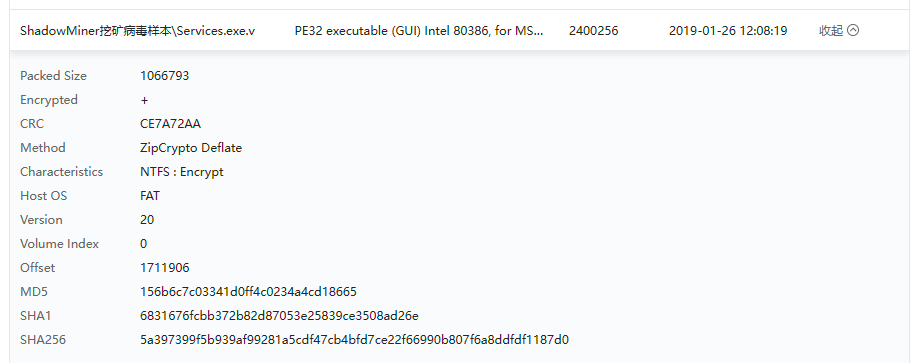 ShadowMiner挖矿病毒样本\Services.exe.v PE32 executable (GUI) Intel 80386, for MS... 2400256 2019-01-26 12:08:19 收起
Packed Size 1066793
Encrypted +
CRC CE7A72AA
Method ZipCrypto Deflate
Characteristics NTFS : Encrypt
Host OS FAT
Version 20
Volume Index 0
Offset 1711906
MD5 156b6c7c03341d0ff4c0234a4cd18665
SHA1 6831676fcbb372b82d87053e25839ce3508ad26e
SHA256 5a397399f5b939af99281a5cdf47cb4bfd7ce22f66990b807f6a8ddfdf1187d0